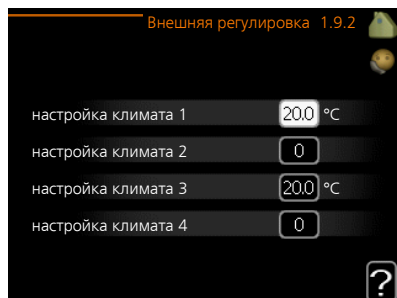 Внешняя регулировка 1.9.2
настройка климата 1 20.0 °C
настройка климата 2 0
настройка климата 3 20.0 °C
настройка климата 4 0
?